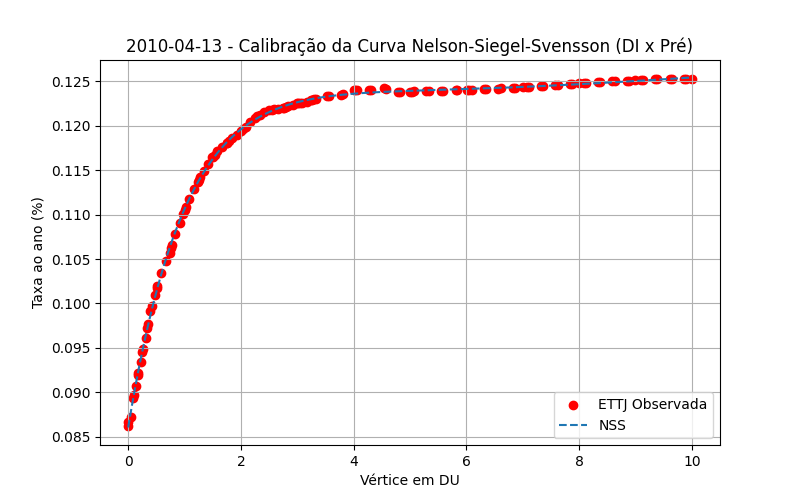 2010-04-13 - Calibração da Curva Nelson-Siegel-Svensson (DI x Pré)
Taxa ao ano (%)
0.125
0.120
0.115
0.110
0.105
0.100
0.095
0.090
0.085
ETTJ Observada
NSS
0 2 4 6 8 10
Vértice em DU